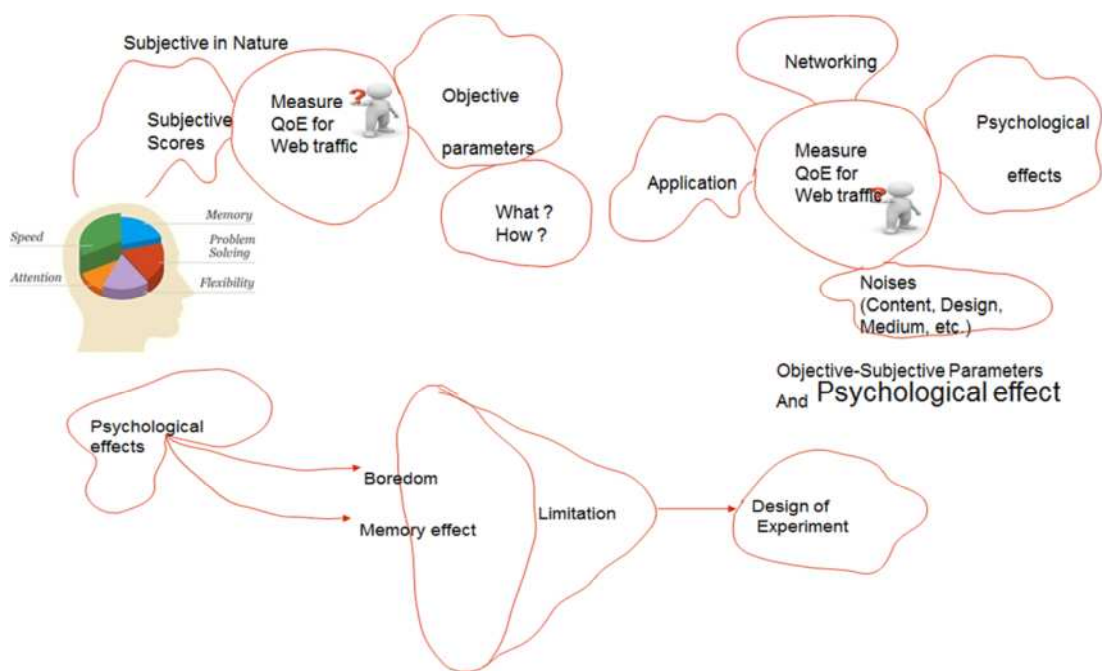 Subjective in Nature
Subjective
Scores
Measure
QoE for
Web traffic
?
Objective
parameters
What ?
How ?
Memory
Speed
Problem
Solving
Attention
Flexibility
Networking
Application
Measure
QoE for
Web traffic
?
Psychological
effects
Noises
(Content, Design,
Medium, etc.)
Objective-Subjective Parameters
And Psychological effect
Psychological
effects
Boredom
Memory effect
Limitation
Design of
Experiment